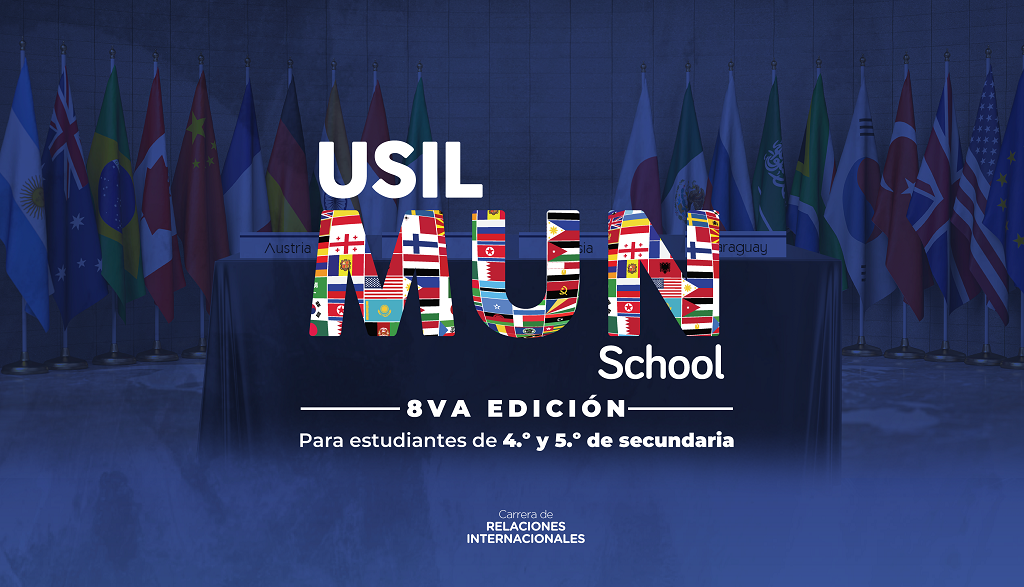 USIL
MUN
School
8VA EDICIÓN
Para estudiantes de 4.º y 5.º de secundaria
Austria
Carrera de
RELACIONES
INTERNACIONALES